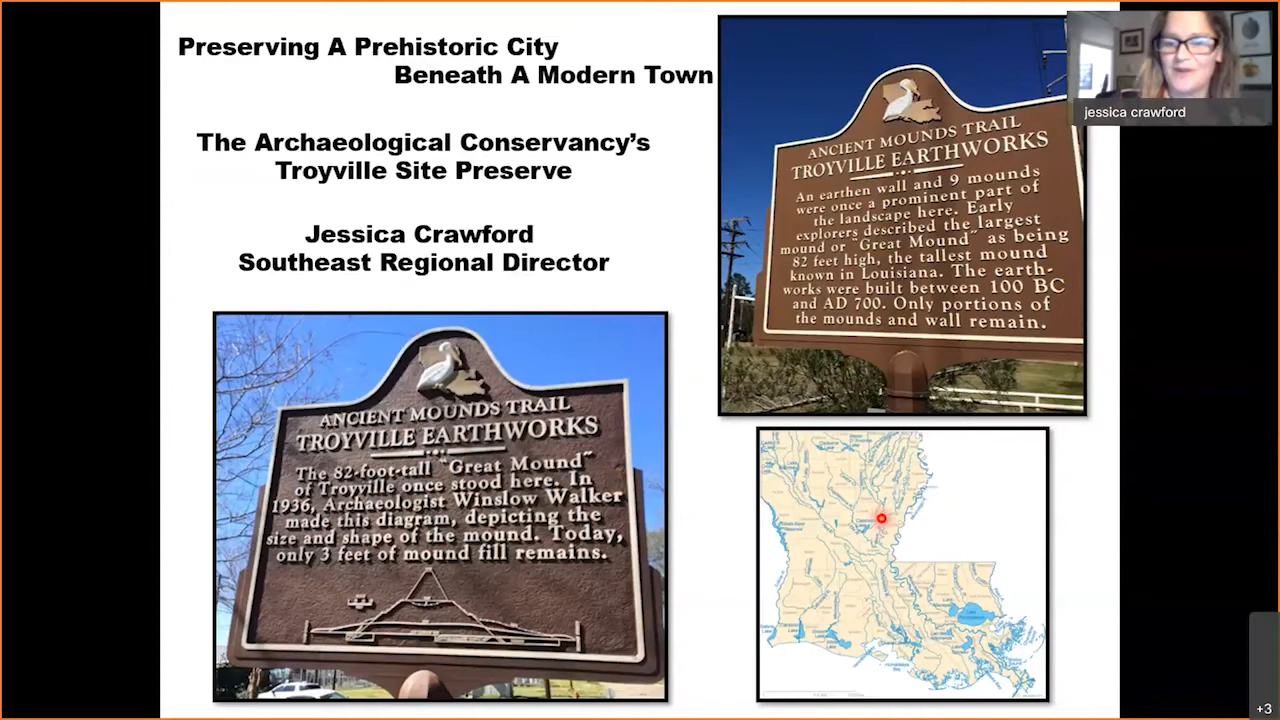 Preserving A Prehistoric City
Beneath A Modern Town
The Archaeological Conservancy's
Troyville Site Preserve
Jessica Crawford
Southeast Regional Director
jessica crawford
ANCIENT MOUNDS TRAIL
TROYVILLE EARTHWORKS
An earthen wall and 9 mounds
were once a prominent part of
the landscape here. Early
explorers described the largest
mound or "Great Mound" as being
82 feet high, the tallest mound
known in Louisiana. The earth-
works were built between 100 BC
and AD 700. Only portions of
the mounds and wall remain.
ANCIENT MOUNDS TRAIL
TROYVILLE EARTHWORKS
The 82-foot-tall "Great Mound"
of Troyville once stood here. In
1936, Archaeologist Winslow Walker
made this diagram, depicting the
size and shape of the mound. Today,
only 3 feet of mound fill remains.
+3